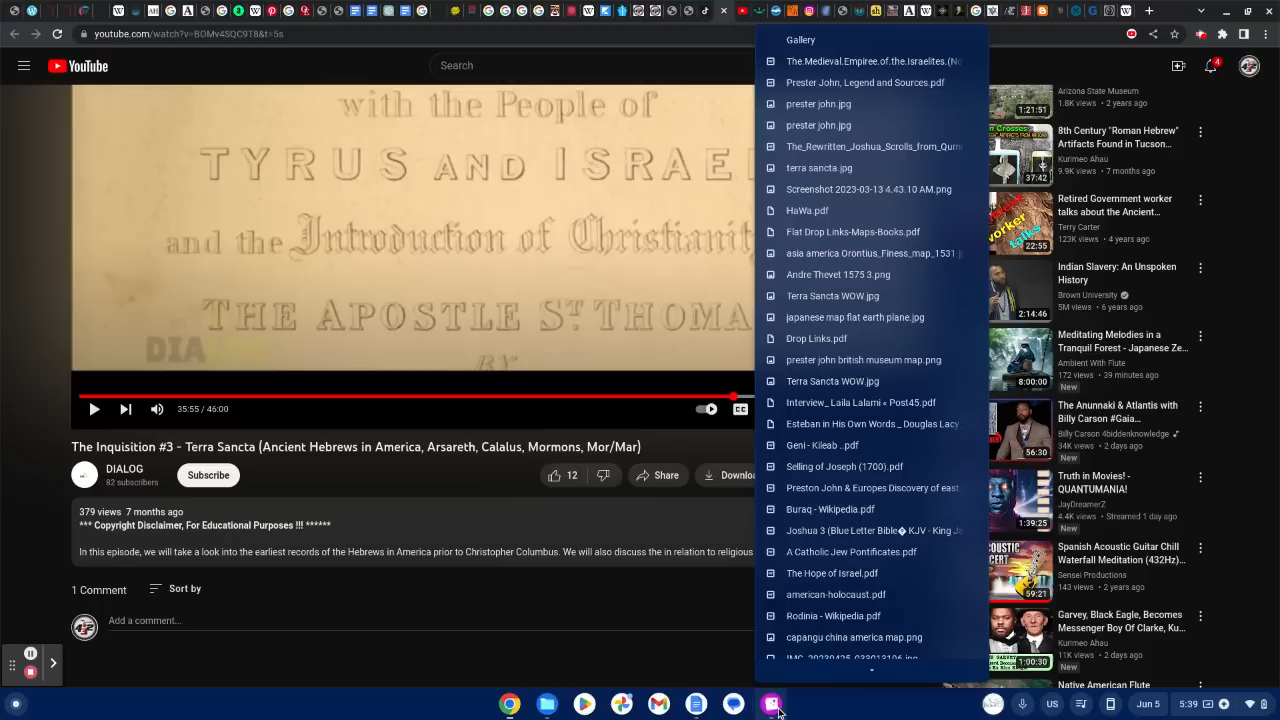 youtube.com/watch?v=BOMv4SQC9T8&t=5s
YouTube
Search
4
with the People of
TYRUS AND ISRAEL
and the Introduction of Christianity
THE APOSTLE ST THOMA
DIA
BY
35:55 / 46:00
CC
The Inquisition #3 - Terra Sancta (Ancient Hebrews in America, Antareth, Calalus, Mormons, Mor/Mar)
DIALOG
82 subscribers
Subscribe
12
Share
Downloa
379 views 7 months ago
*** Copyright Disclaimer, For Educational Purposes !!! ******
In this episode, we will take a look into the earliest records of the Hebrews in America prior to Christopher Columbus. We will also discuss the in relation to religious
1 Comment
Sort by
Add a comment...
Gallery
The.Medieval.Empiree.of.the.Israelites.(No
Prester John, Legend and Sources.pdf
prester john.jpg
prester john.jpg
The_Rewritten_Joshua_Scrolls_from_Qum
terra sancta.jpg
Screenshot 2023-03-13 4.43.10 AM.png
HaWa.pdf
Flat Drop Links-Maps-Books.pdf
asia america Orontius_Finess_map_1531.j
Andre Thevet 1575 3.png
Terra Sancta WOW.jpg
japanese map flat earth plane.jpg
Drop Links.pdf
prester john british museum map.png
Terra Sancta WOW.jpg
Interview_ Laila Lalami « Post45.pdf
Esteban in His Own Words _ Douglas Lacy
Geni - Kileab ..pdf
Selling of Joseph (1700).pdf
Preston John & Europes Discovery of east
Buraq - Wikipedia.pdf
Joshua 3 (Blue Letter Bible� KJV - King Ja
A Catholic Jew Pontificates.pdf
The Hope of Israel.pdf
american-holocaust.pdf
Rodinia - Wikipedia.pdf
capangu china america map.png
IMG_20230425_033013106.jpg
Arizona State Museum
1.8K views • 2 years ago
1:21:51
8th Century "Roman Hebrew"
Artifacts Found in Tucson...
Kurimeo Ahau
9.9K views • 7 months ago
37:42
Retired Government worker
talks about the Ancient...
Terry Carter
123K views • 4 years ago
22:55
Indian Slavery: An Unspoken
History
Brown University
5M views • 6 years ago
2:14:46
Meditating Melodies in a
Tranquil Forest - Japanese Ze...
Ambient With Flute
172 views • 39 minutes ago
New
8:00:00
The Anunnaki & Atlantis with
Billy Carson #Gaia...
Billy Carson 4biddenknowledge
34K views • 2 days ago
New
56:30
Truth in Movies! -
QUANTUMANIA!
JayDreamerZ
4.4K views • Streamed 1 day ago
New
1:39:25
Spanish Acoustic Guitar Chill
Waterfall Meditation (432Hz)...
Sensei Productions
143 views • 2 years ago
59:21
Garvey, Black Eagle, Becomes
Messenger Boy Of Clarke, Ku...
Kurimeo Ahau
11K views • 2 days ago
New
1:00:30
Native American Flute
US
Jun 5
5:39